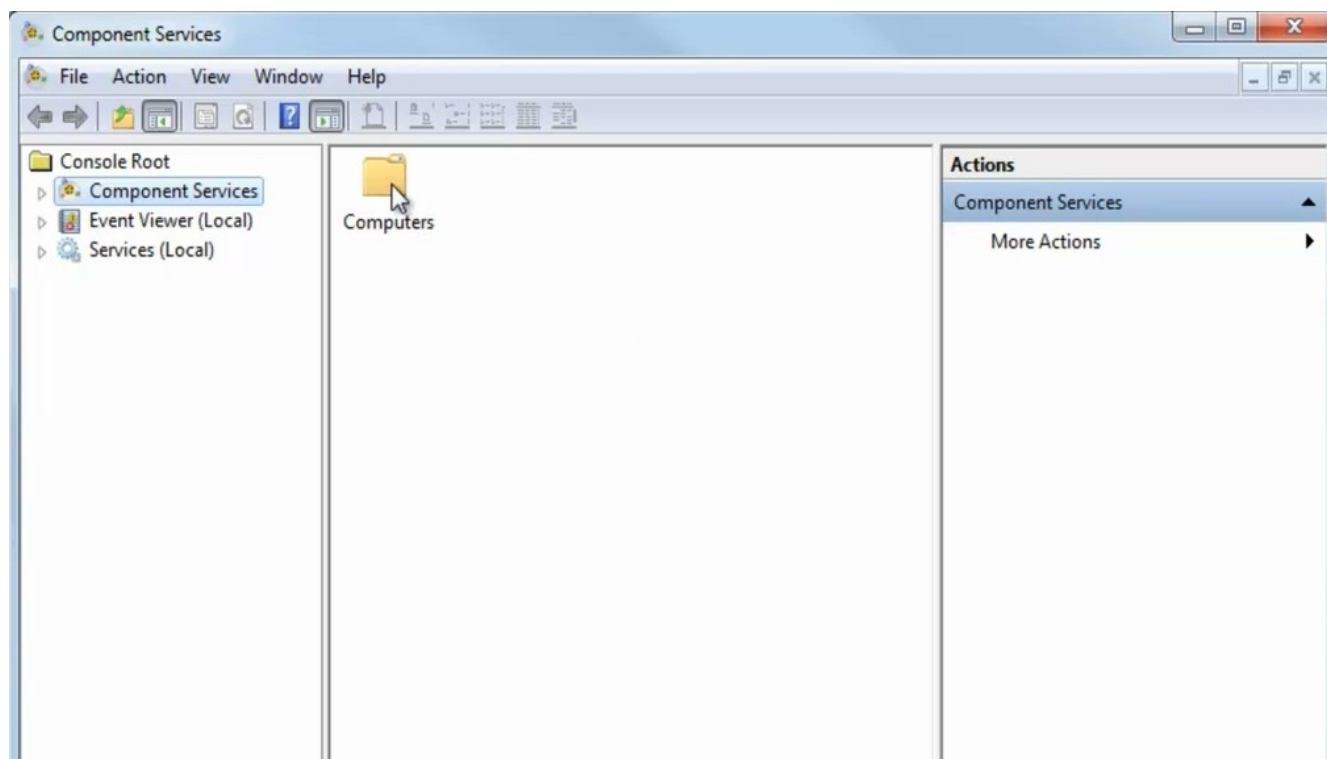 Component Services
File Action View Window Help
Console Root
Component Services
Event Viewer (Local)
Services (Local)
Computers
Actions
Component Services
More Actions